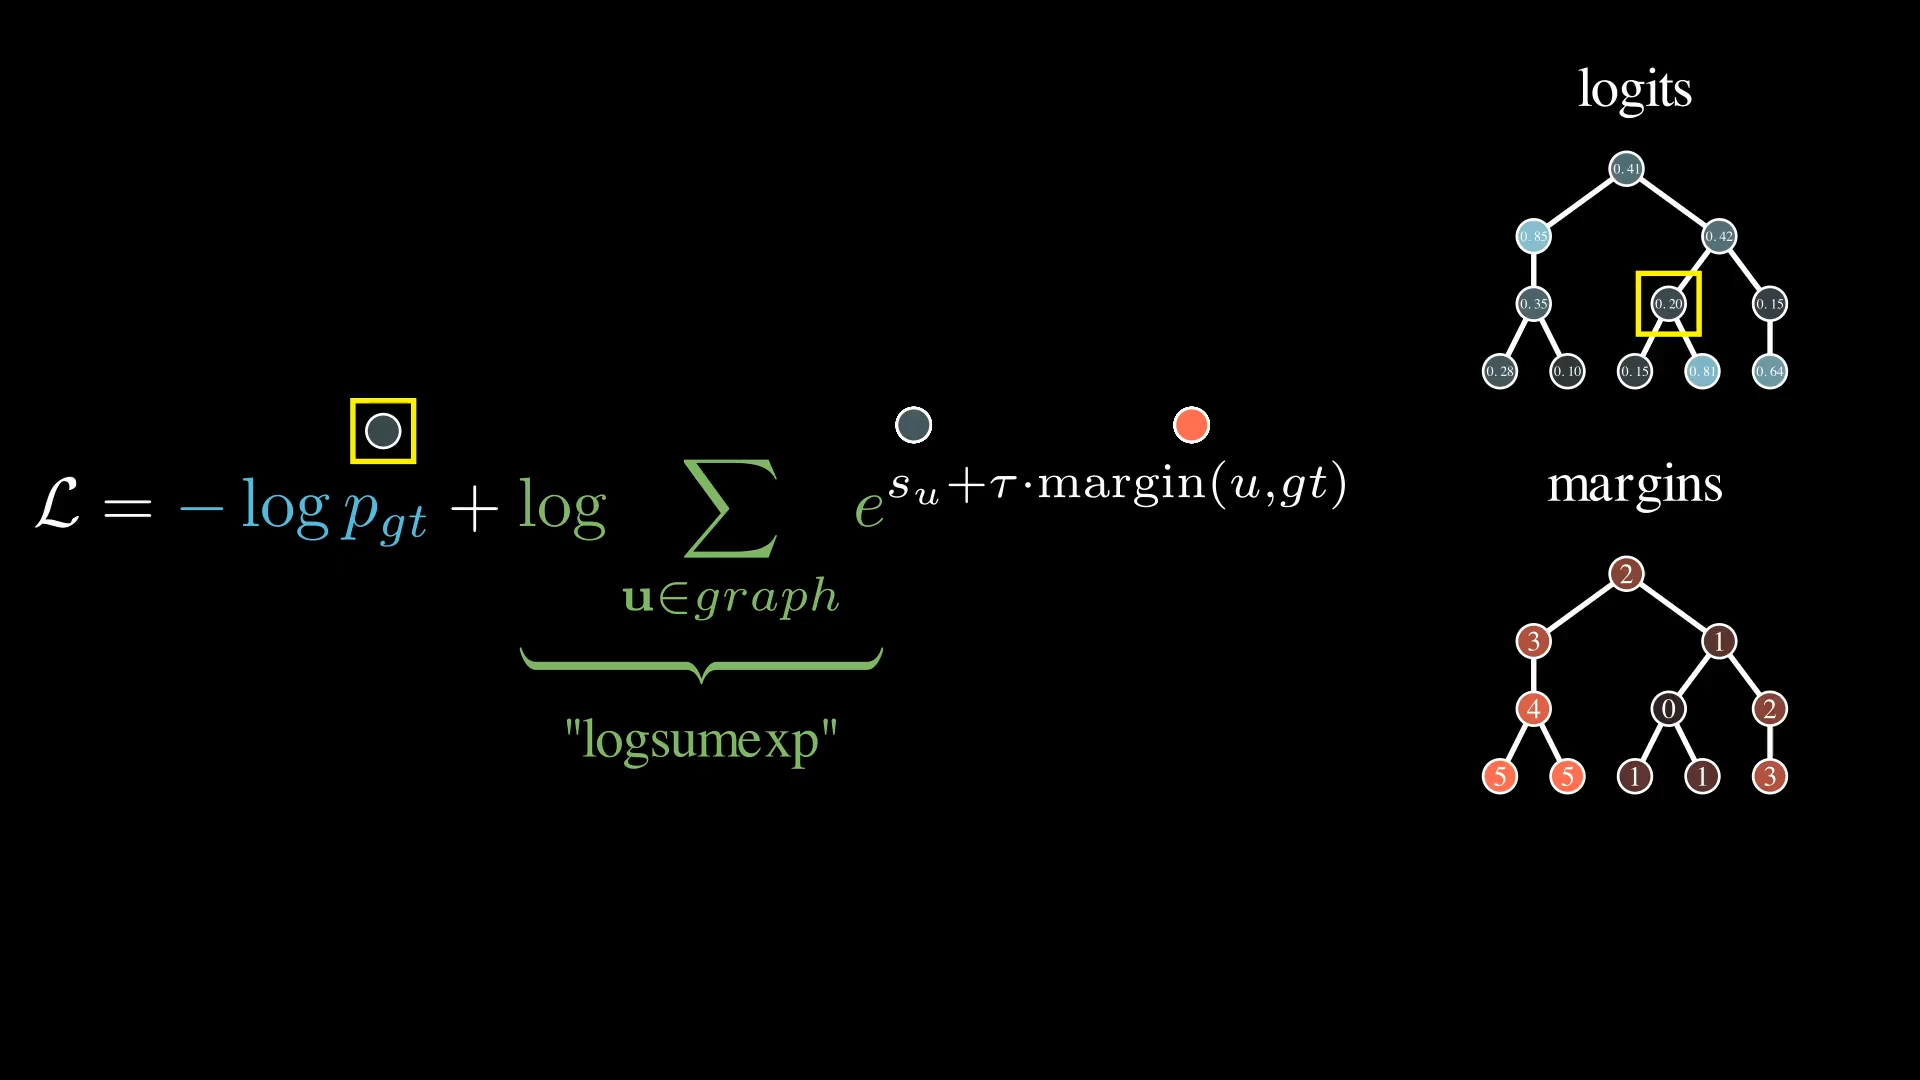 logits
0.41
0.85 0.42
0.35 0.20 0.15
0.28 0.10 0.15 0.81 0.64
ℒ = − log p_gt + log ∑_{u∈graph} e^{s_u+τ·margin(u,gt)}
"logsumexp"
margins
2
3 1
4 0 2
5 5 1 1 3